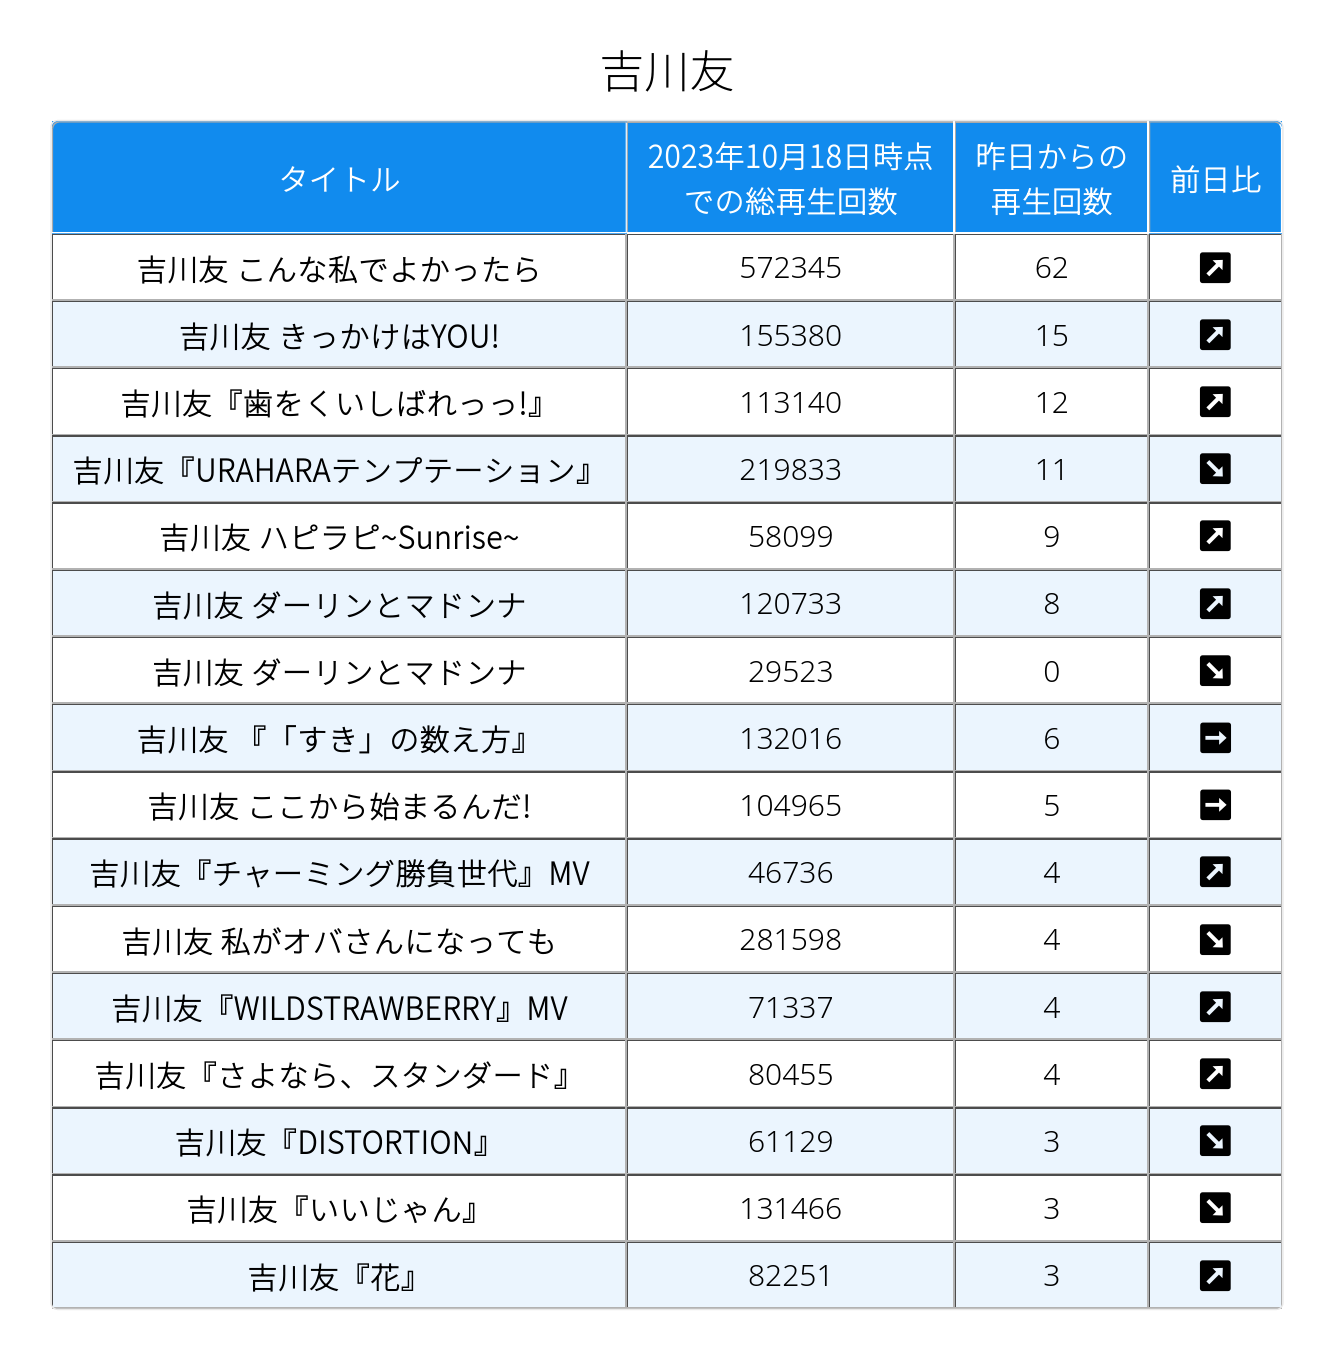 吉川友
タイトル
2023年10月18日時点
での総再生回数
昨日からの
再生回数
前日比
吉川友 こんな私でよかったら 572345 62 ↗
吉川友 きっかけはYOU! 155380 15 ↗
吉川友『歯をくいしばれっっ!』 113140 12 ↗
吉川友『URAHARAテンプテーション』 219833 11 ↘
吉川友 ハピラピ~Sunrise~ 58099 9 ↗
吉川友 ダーリンとマドンナ 120733 8 ↗
吉川友 ダーリンとマドンナ 29523 0 ↘
吉川友 『「すき」の数え方』 132016 6 →
吉川友 ここから始まるんだ! 104965 5 →
吉川友『チャーミング勝負世代』MV 46736 4 ↗
吉川友 私がオバさんになっても 281598 4 ↘
吉川友『WILDSTRAWBERRY』MV 71337 4 ↗
吉川友『さよなら、スタンダード』 80455 4 ↗
吉川友『DISTORTION』 61129 3 ↘
吉川友『いいじゃん』 131466 3 ↘
吉川友『花』 82251 3 ↗